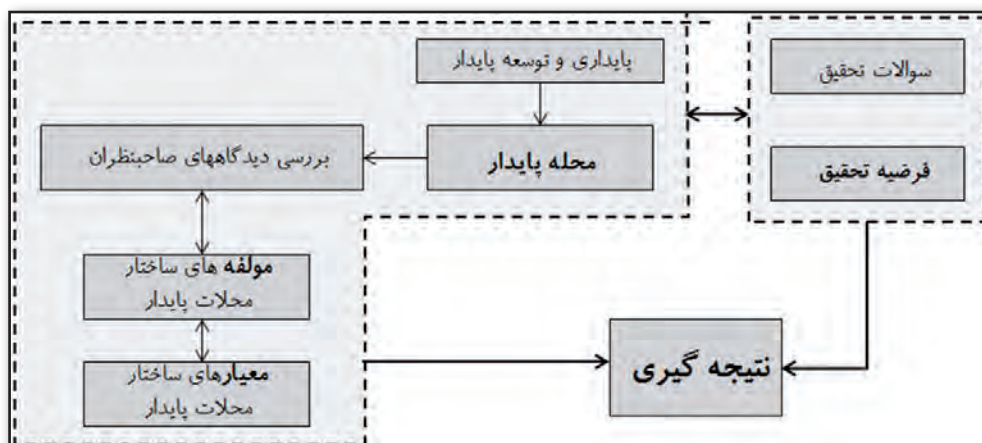 پایداری و توسعه پایدار
سوالات تحقیق
بررسی دیدگاههای صاحبنظران
محله پایدار
فرضیه تحقیق
مولفه های ساختار
محلات پایدار
معیارهای ساختار
محلات پایدار
نتیجه گیری